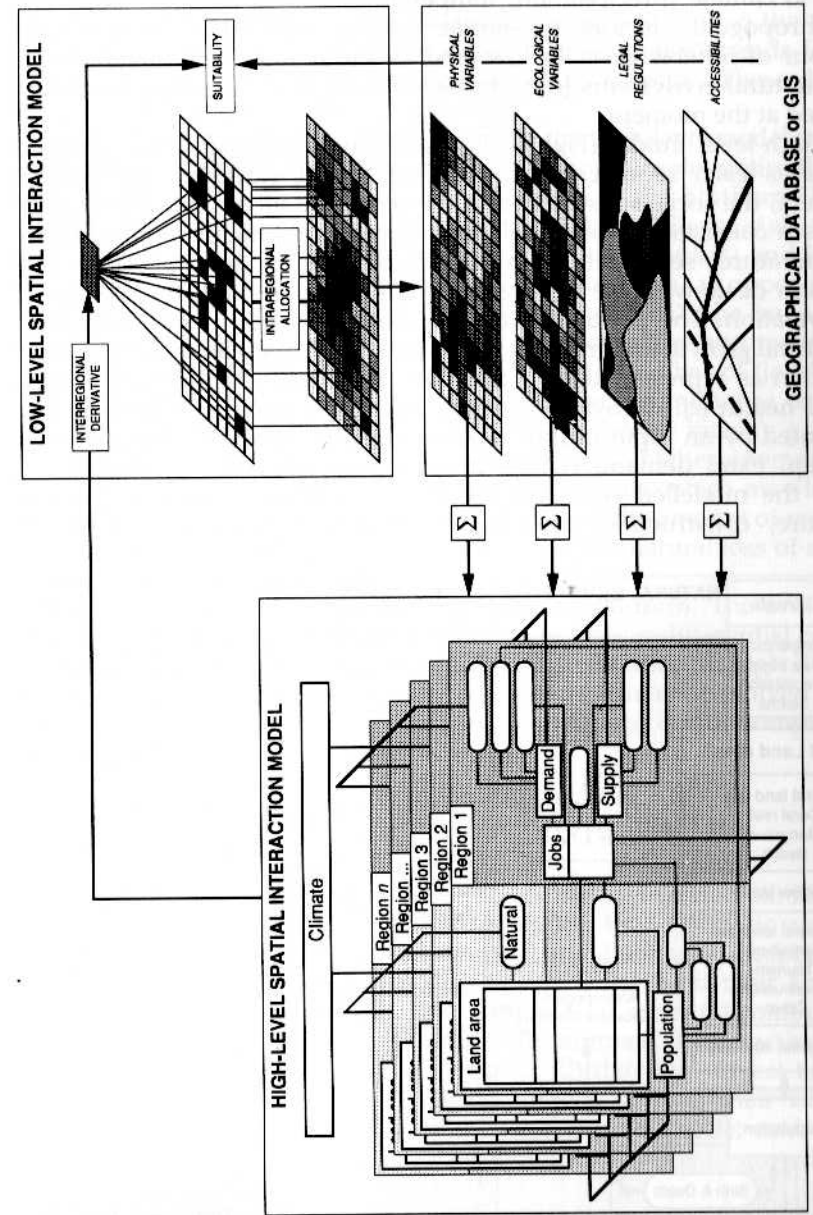 HIGH-LEVEL SPATIAL INTERACTION MODEL
Climate
Region n
Region ...
Region 3
Region 2
Region 1
Land area
Natural
Population
Jobs
Demand
Supply
Σ
Σ
Σ
Σ
LOW-LEVEL SPATIAL INTERACTION MODEL
INTERREGIONAL
DERIVATIVE
SUITABILITY
INTRAREGIONAL
ALLOCATION
PHYSICAL
VARIABLES
ECOLOGICAL
VARIABLES
LEGAL
REGULATIONS
ACCESSIBILITIES
GEOGRAPHICAL DATABASE or GIS